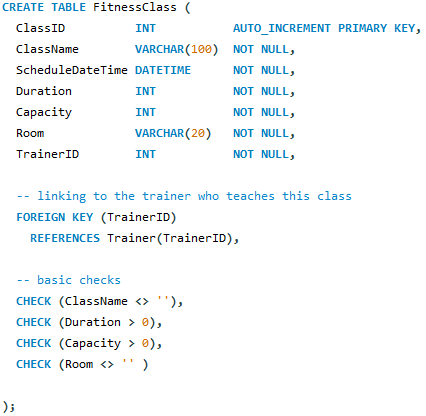 CREATE TABLE FitnessClass (
  ClassID          INT           AUTO_INCREMENT PRIMARY KEY,
  ClassName        VARCHAR(100)  NOT NULL,
  ScheduleDateTime DATETIME      NOT NULL,
  Duration         INT           NOT NULL,
  Capacity         INT           NOT NULL,
  Room             VARCHAR(20)   NOT NULL,
  TrainerID        INT           NOT NULL,
  -- linking to the trainer who teaches this class
  FOREIGN KEY (TrainerID)
    REFERENCES Trainer(TrainerID),
  -- basic checks
  CHECK (ClassName <> ''),
  CHECK (Duration > 0),
  CHECK (Capacity > 0),
  CHECK (Room <> '' )
);